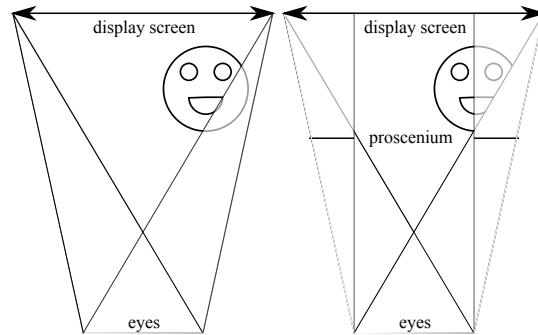 display screen
eyes
display screen
proscenium
eyes